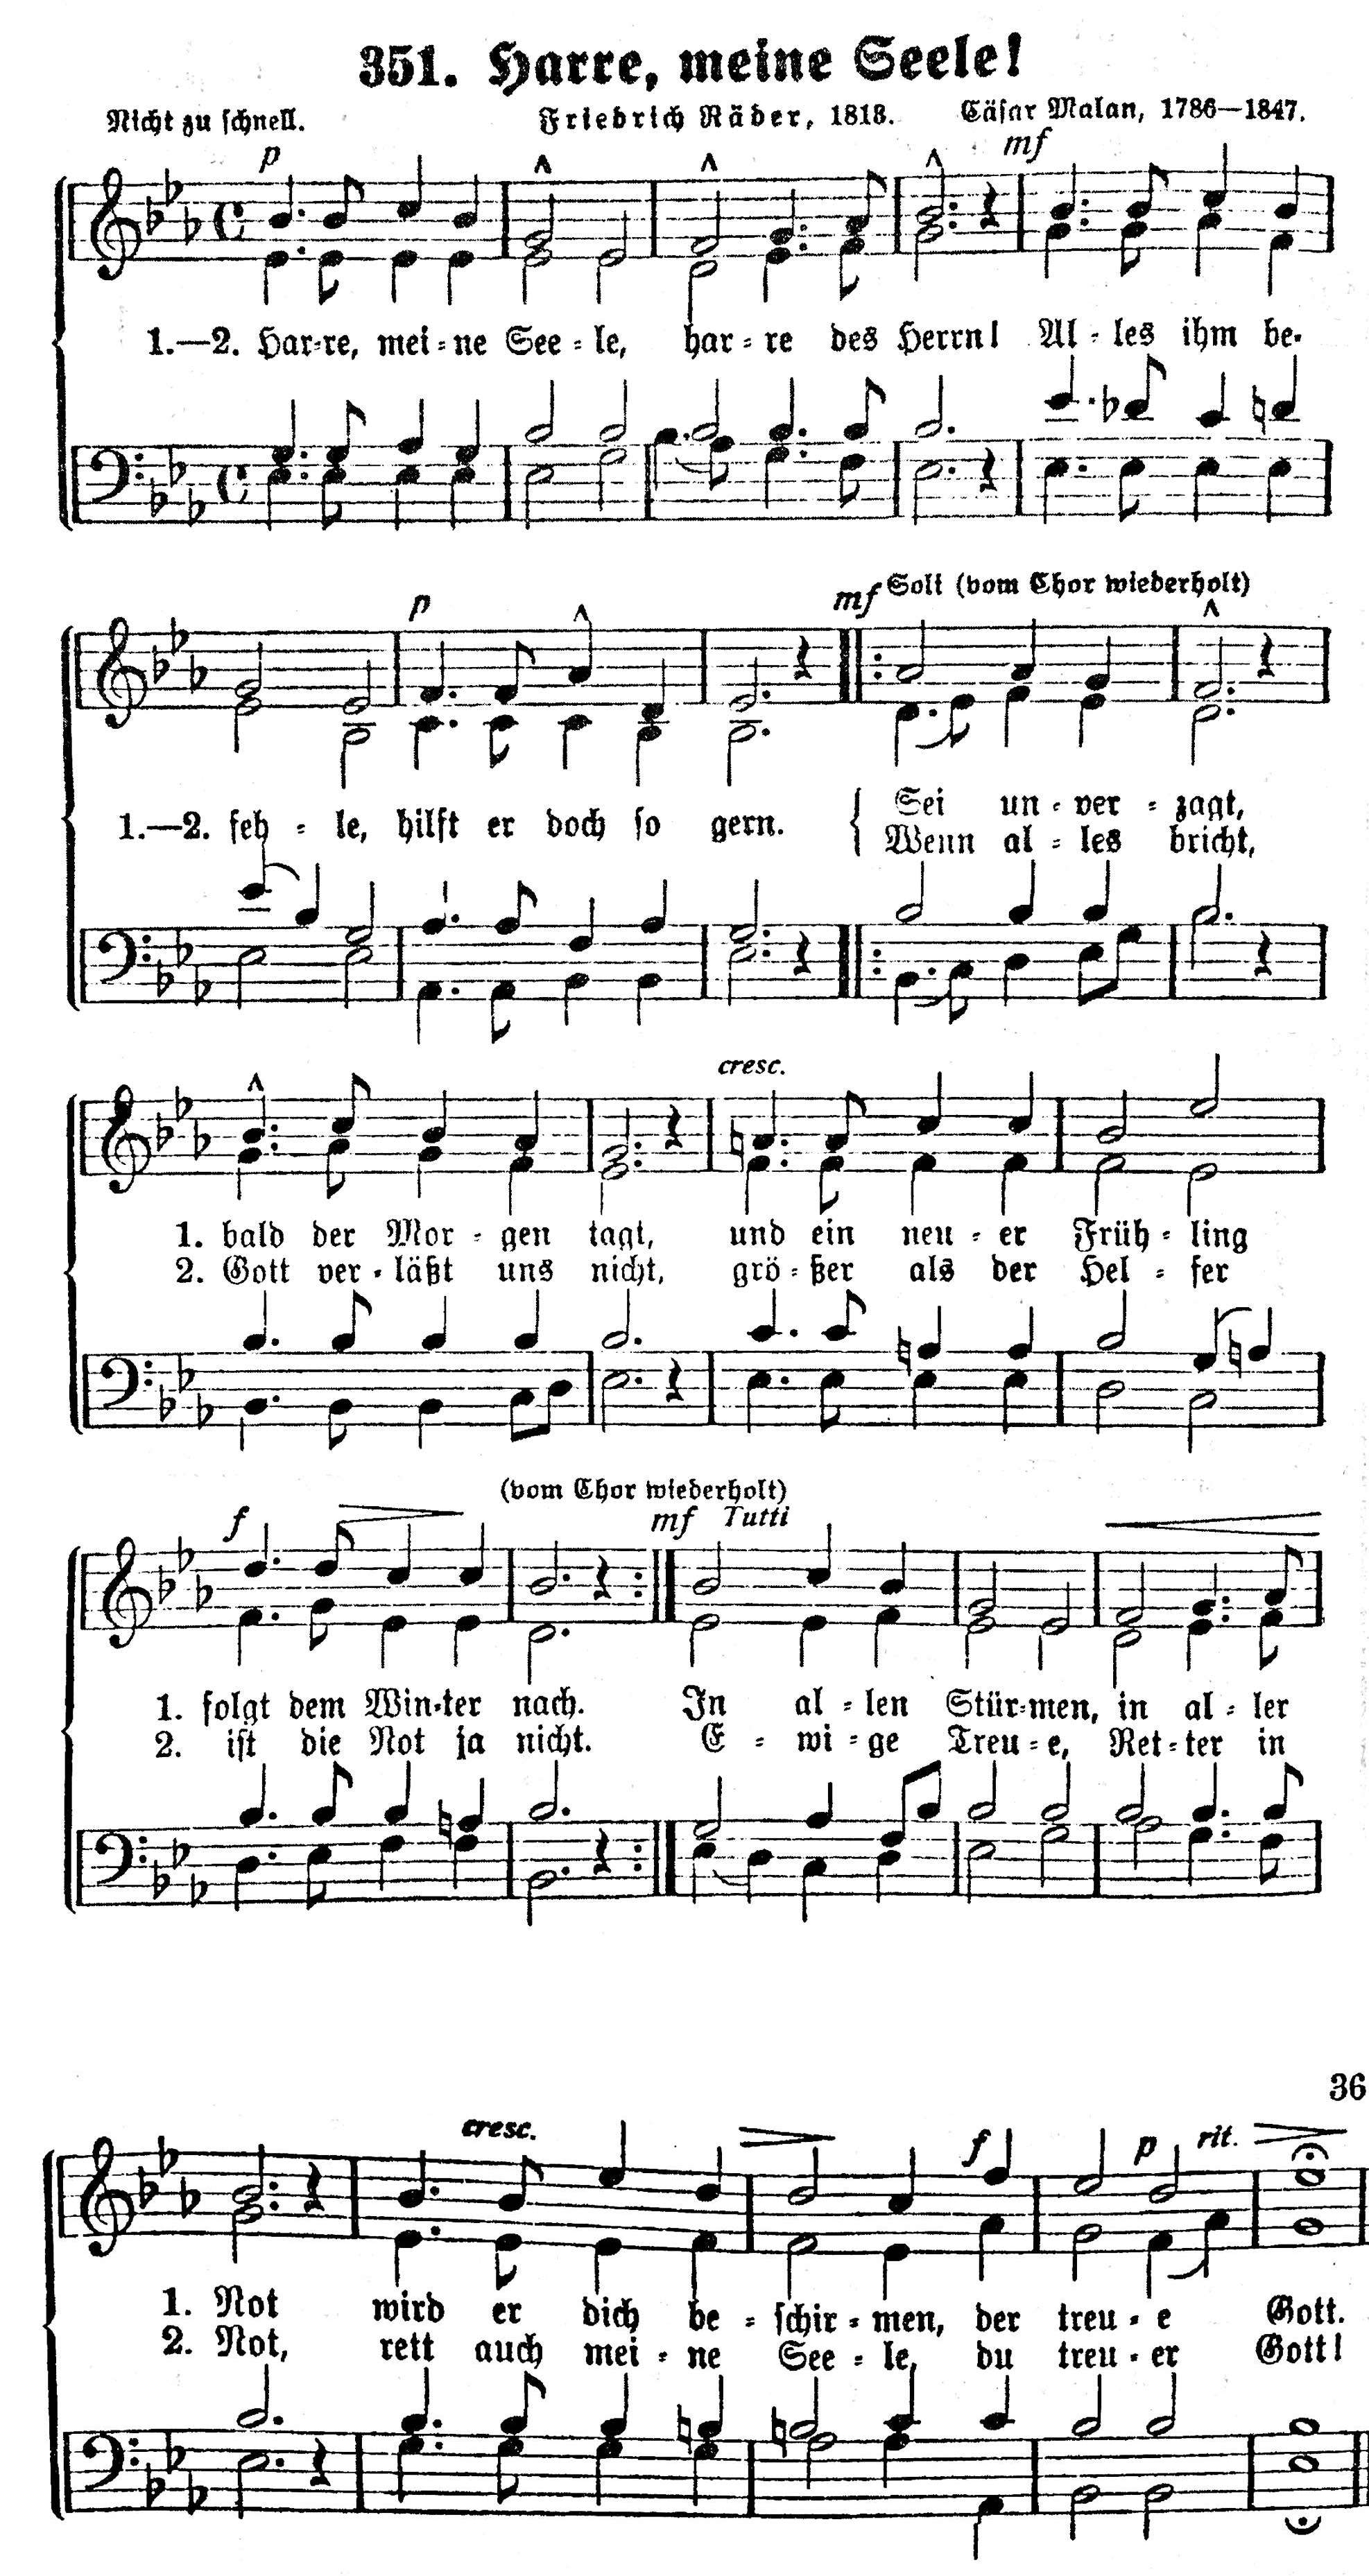 351. Harre, meine Seele!
Nicht zu schnell. Friedrich Räder, 1818. Cäsar Malan, 1786—1847.
p mf
1.—2. Har-re, mei-ne See-le, har-re des Herrn! Al-les ihm be-
p mf Soli (vom Chor wiederholt)
1.—2. feh-le, hilft er doch so gern. Sei un-ver-zagt,
Wenn al-les bricht,
cresc.
1. bald der Mor-gen tagt, und ein neu-er Früh-ling
2. Gott ver-läßt uns nicht, grö-ßer als der Hel-fer
(vom Chor wiederholt)
f mf Tutti
1. folgt dem Win-ter nach. In al-len Stür-men, in al-ler
2. ist die Not ja nicht. E-wi-ge Treu-e, Ret-ter in
36
cresc. f p rit.
1. Not wird er dich be-schir-men, der treu-e Gott.
2. Not, rett auch mei-ne See-le, du treu-er Gott!